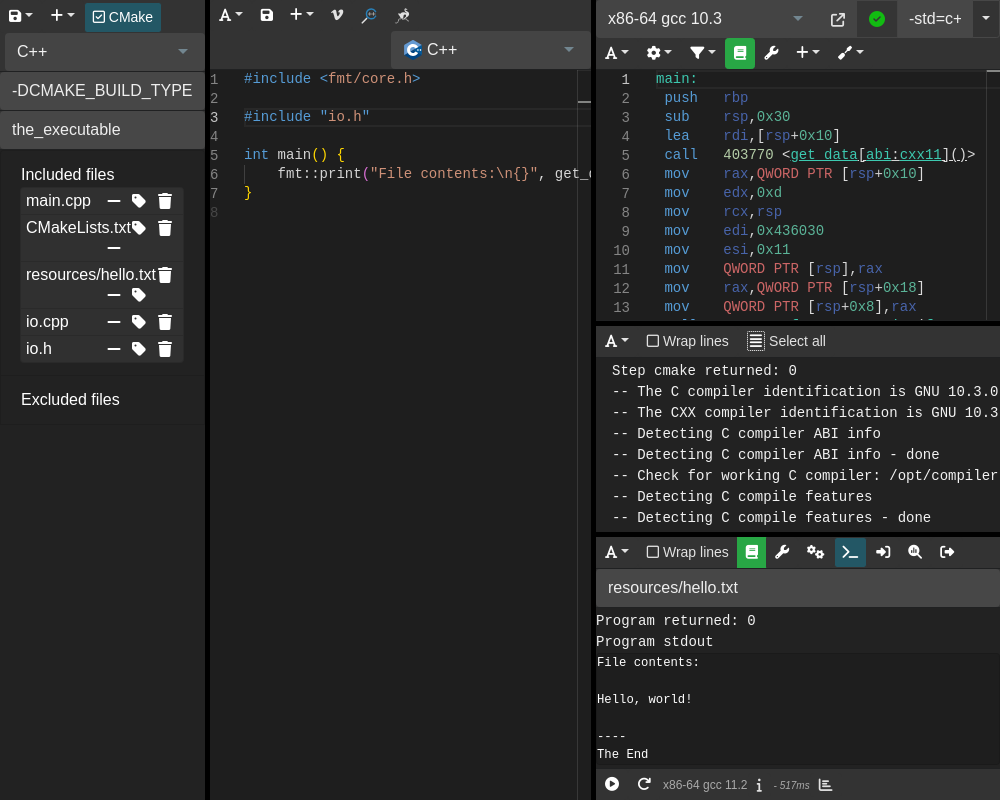 CMake
C++
-DCMAKE_BUILD_TYPE
the_executable
Included files
main.cpp
CMakeLists.txt
resources/hello.txt
io.cpp
io.h
Excluded files
C++
1 #include <fmt/core.h>
2
3 #include "io.h"
4
5 int main() {
6 fmt::print("File contents:\n{}", get_
7 }
8
x86-64 gcc 10.3
-std=c+
1 main:
2 push rbp
3 sub rsp,0x30
4 lea rdi,[rsp+0x10]
5 call 403770 <get_data[abi:cxx11]()>
6 mov rax,QWORD PTR [rsp+0x10]
7 mov edx,0xd
8 mov rcx,rsp
9 mov edi,0x436030
10 mov esi,0x11
11 mov QWORD PTR [rsp],rax
12 mov rax,QWORD PTR [rsp+0x18]
13 mov QWORD PTR [rsp+0x8],rax
A Wrap lines Select all
Step cmake returned: 0
-- The C compiler identification is GNU 10.3.0
-- The CXX compiler identification is GNU 10.3
-- Detecting C compiler ABI info
-- Detecting C compiler ABI info - done
-- Check for working C compiler: /opt/compiler
-- Detecting C compile features
-- Detecting C compile features - done
A Wrap lines
resources/hello.txt
Program returned: 0
Program stdout
File contents:
Hello, world!
----
The End
x86-64 gcc 11.2 i - 517ms